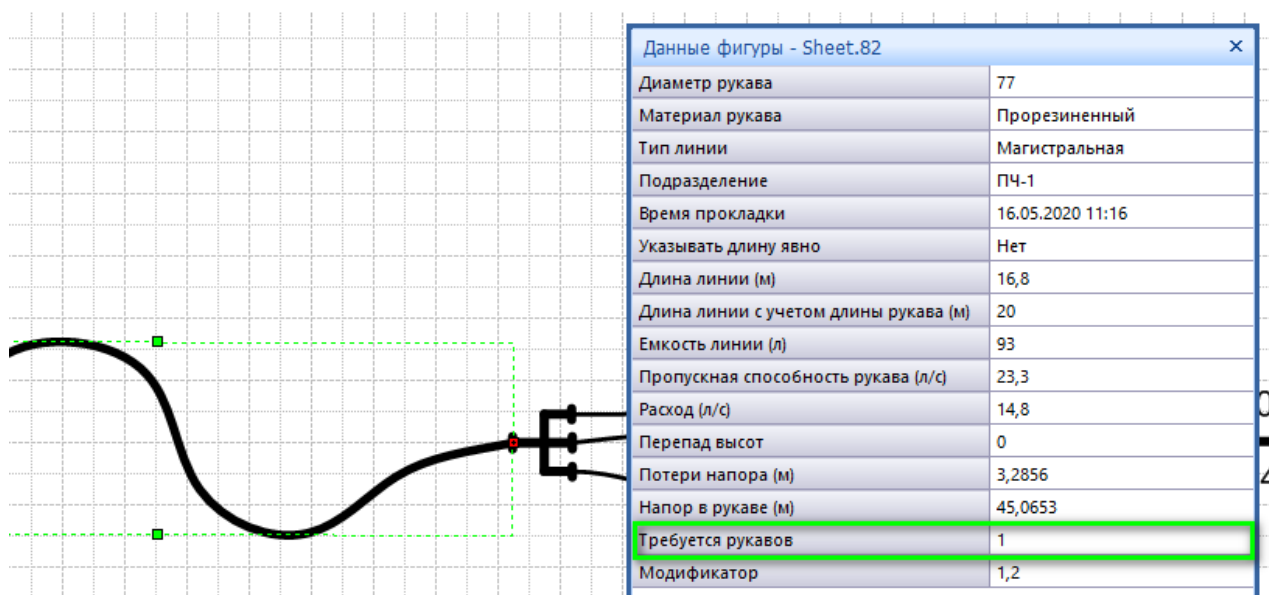 Данные фигуры - Sheet.82
Диаметр рукава 77
Материал рукава Прорезиненный
Тип линии Магистральная
Подразделение ПЧ-1
Время прокладки 16.05.2020 11:16
Указывать длину явно Нет
Длина линии (м) 16,8
Длина линии с учетом длины рукава (м) 20
Емкость линии (л) 93
Пропускная способность рукава (л/с) 23,3
Расход (л/с) 14,8
Перепад высот 0
Потери напора (м) 3,2856
Напор в рукаве (м) 45,0653
Требуется рукавов 1
Модификатор 1,2